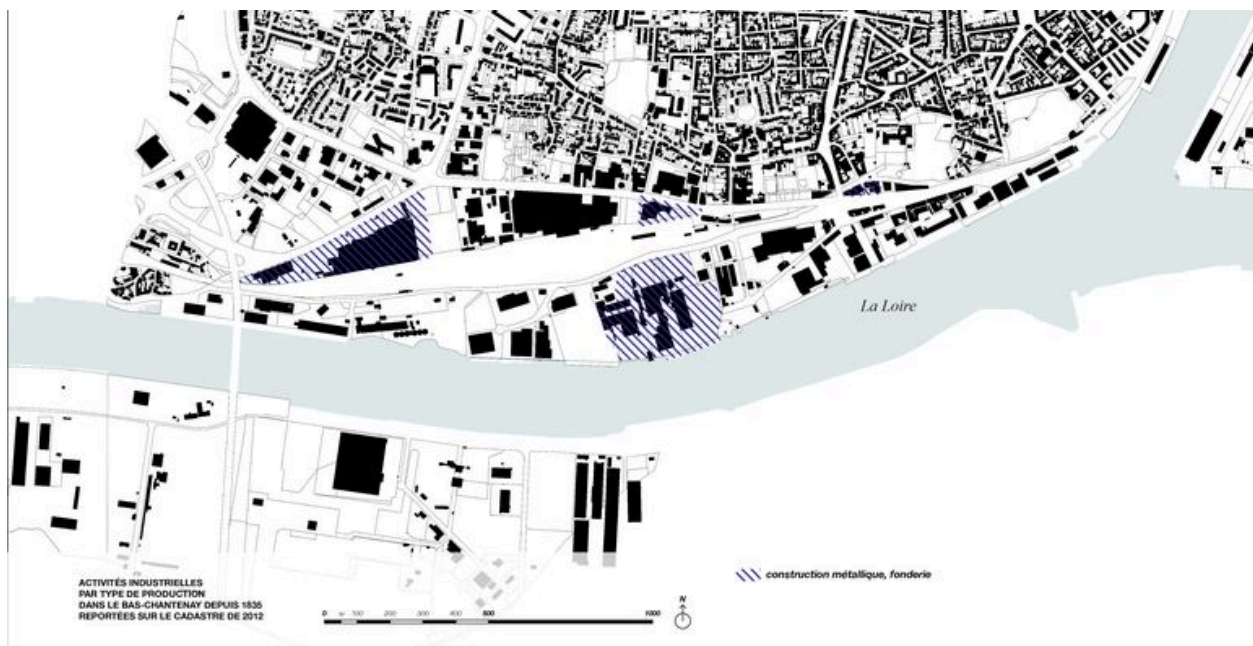 La Loire
construction métallique, fonderie
ACTIVITÉS INDUSTRIELLES
PAR TYPE DE PRODUCTION
DANS LE BAS-CHANTENAY DEPUIS 1835
REPORTÉES SUR LE CADASTRE DE 2012
0 50 100 200 300 400 500 1000
N